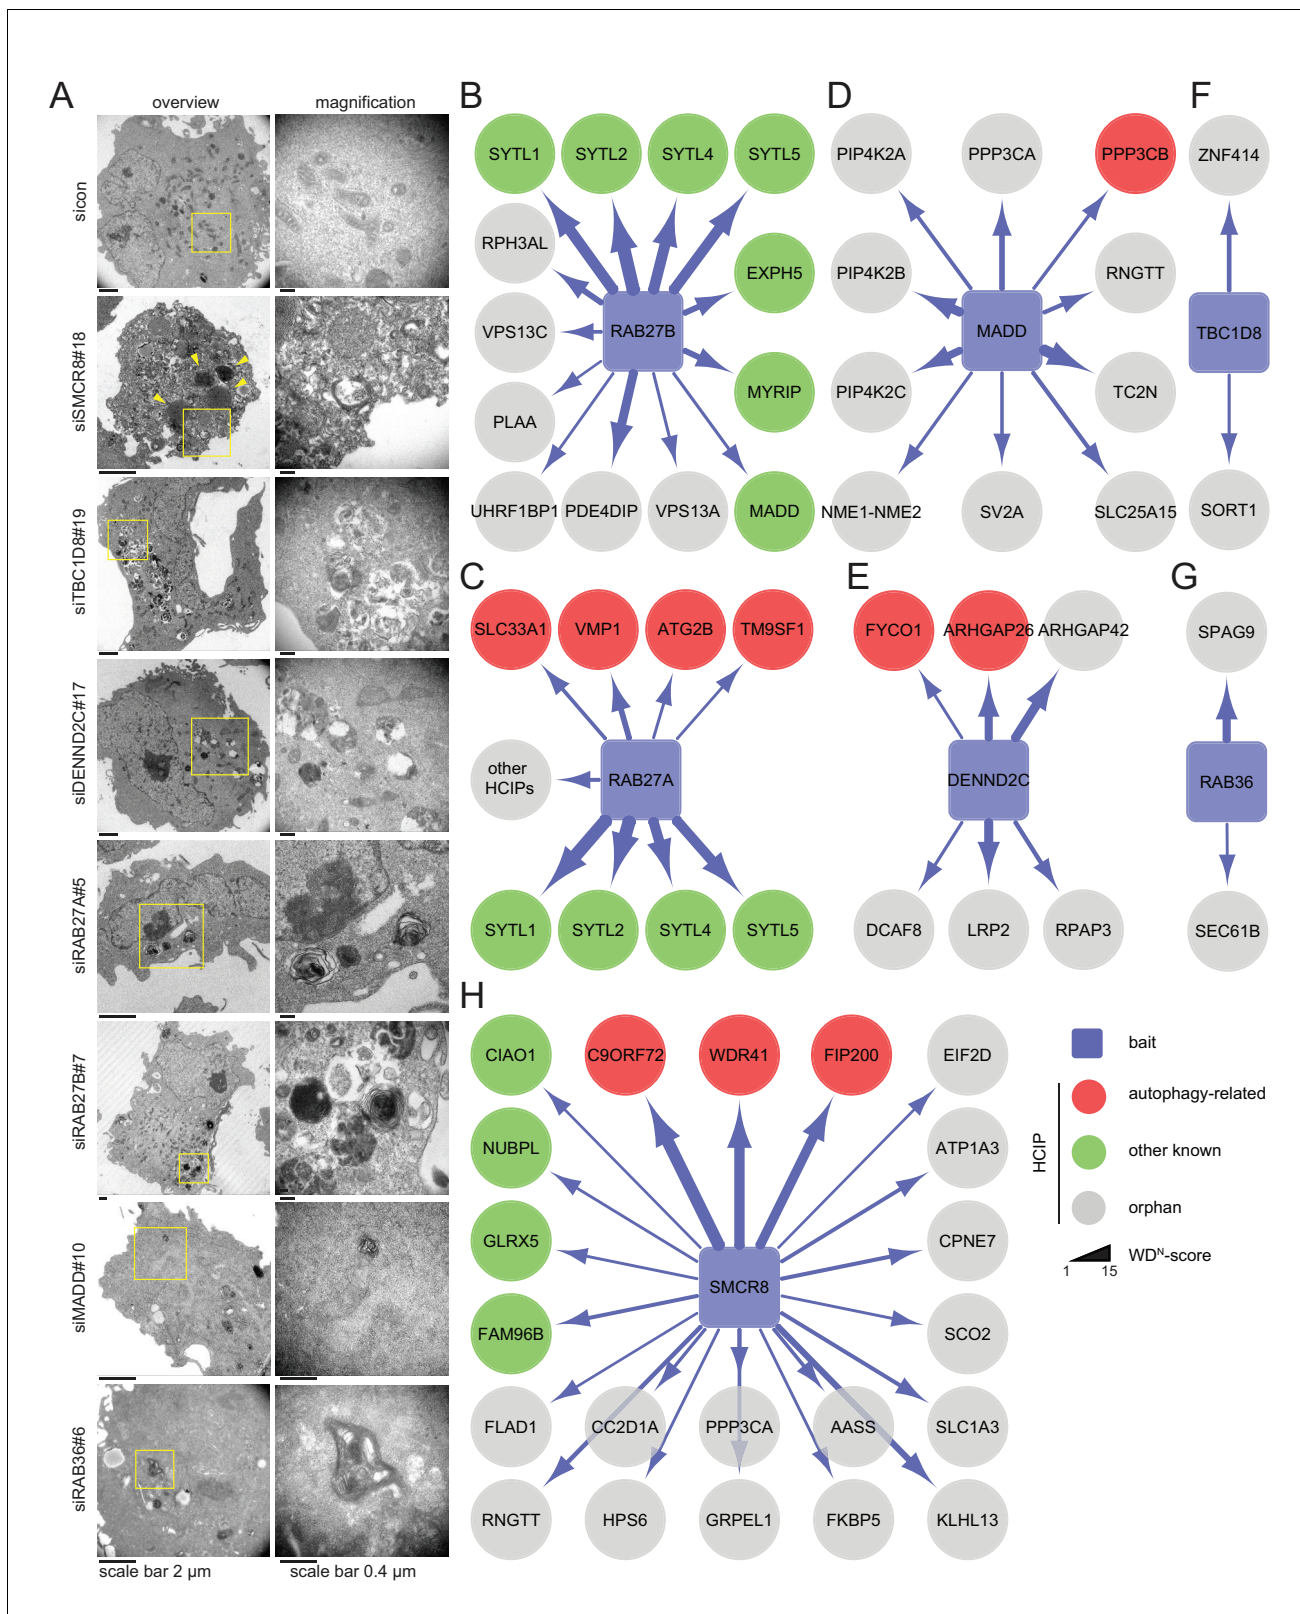 A
overview
magnification
sicon
siSMCR8#18
siTBC1D8#19
siDENND2C#17
siRAB27A#5
siRAB27B#7
siMADD#10
siRAB36#6
scale bar 2 µm
scale bar 0.4 µm
B
SYTL1
SYTL2
SYTL4
SYTL5
RPH3AL
EXPH5
VPS13C
RAB27B
MYRIP
PLAA
UHRF1BP1
PDE4DIP
VPS13A
MADD
D
PIP4K2A
PPP3CA
PPP3CB
PIP4K2B
RNGTT
MADD
PIP4K2C
TC2N
NME1-NME2
SV2A
SLC25A15
F
ZNF414
TBC1D8
SORT1
C
SLC33A1
VMP1
ATG2B
TM9SF1
other
HCIPs
RAB27A
SYTL1
SYTL2
SYTL4
SYTL5
E
FYCO1
ARHGAP26
ARHGAP42
DENND2C
DCAF8
LRP2
RPAP3
G
SPAG9
RAB36
SEC61B
H
CIAO1
C9ORF72
WDR41
FIP200
EIF2D
NUBPL
ATP1A3
GLRX5
CPNE7
SMCR8
FAM96B
SCO2
FLAD1
CC2D1A
PPP3CA
AASS
SLC1A3
RNGTT
HPS6
GRPEL1
FKBP5
KLHL13
bait
HCIP
autophagy-related
other known
orphan
1 15
WDᴺ-score